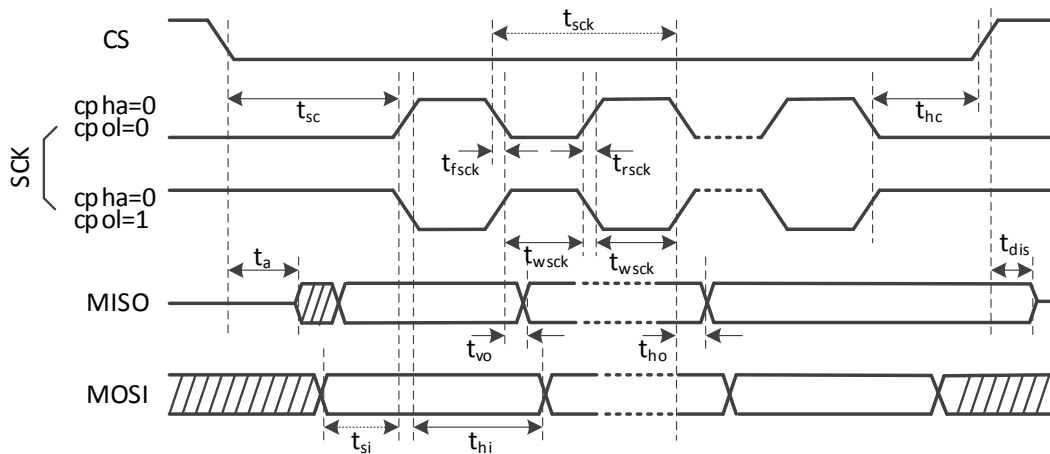 CS
t_sck
cpha=0
cpol=0
t_sc
t_hc
SCK
t_fsck
t_rsck
cpha=0
cpol=1
t_a
t_wsck
t_wsck
t_dis
MISO
t_vo
t_ho
MOSI
t_si
t_hi